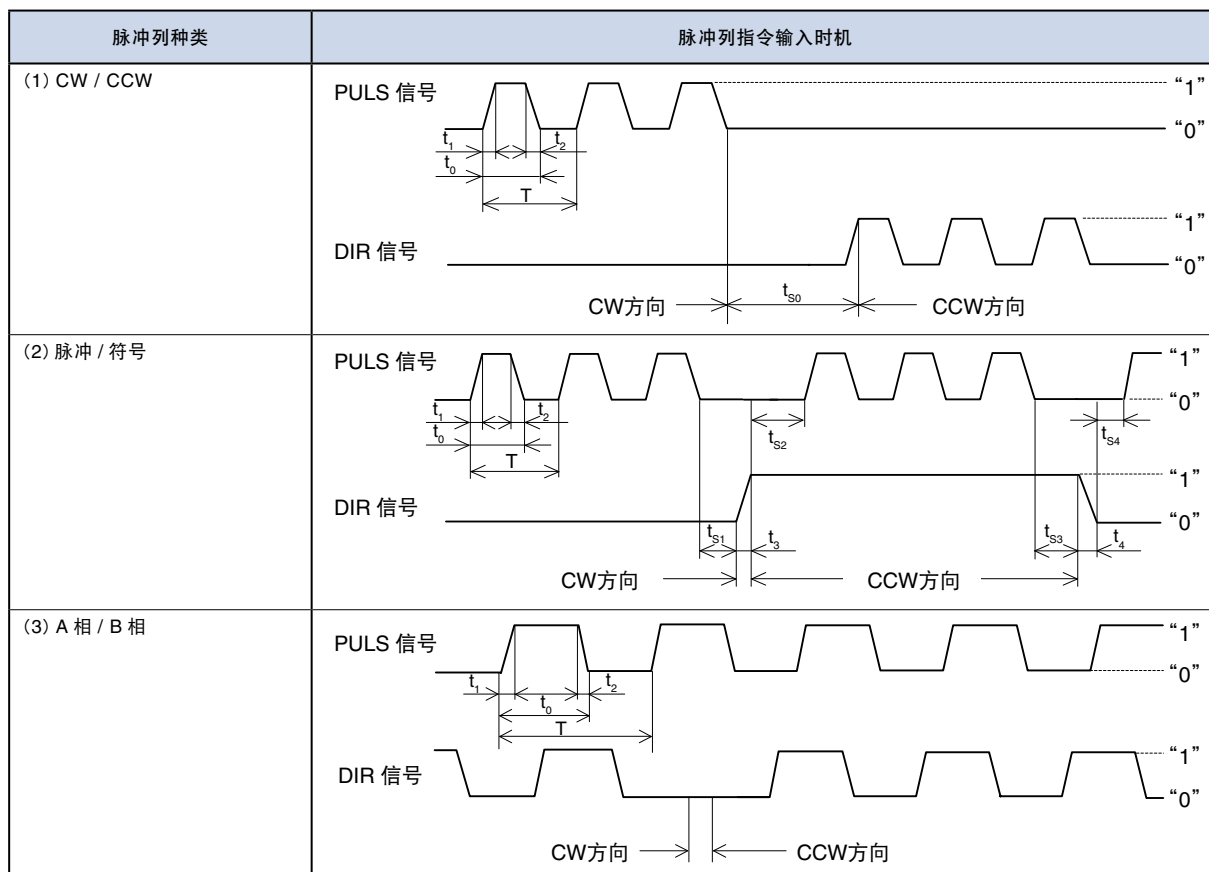 脉冲列种类
脉冲列指令输入时机
(1) CW / CCW
PULS 信号
“1”
“0”
t1
t2
t0
T
DIR 信号
“1”
“0”
tS0
CW方向
CCW方向
(2) 脉冲 / 符号
PULS 信号
“1”
“0”
t1
t2
t0
tS2
tS4
T
“1”
DIR 信号
“0”
tS1
t3
tS3
t4
CW方向
CCW方向
(3) A 相 / B 相
PULS 信号
“1”
“0”
t1
t2
t0
T
DIR 信号
“1”
“0”
CW方向
CCW方向